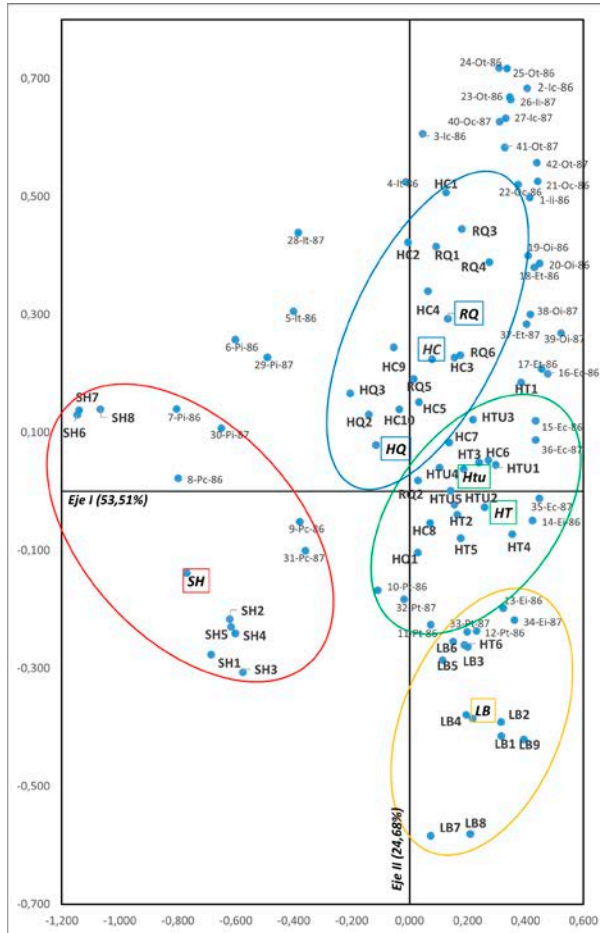 24-Ot-86
25-Ot-86
0,700
2-Ic-86
23-Ot-86
26-Ii-87
40-Oc-87
27-Ic-87
3-Ic-86
41-Ot-87
42-Ot-87
4-It-86
HC1
22-Oc-86
21-Oc-86
0,500
1-Ii-86
28-It-87
RQ3
HC2
RQ1
19-Oi-86
RQ4
20-Oi-86
18-Et-86
5-It-86
HC4
RQ
38-Oi-87
0,300
37-Et-87
39-Oi-87
6-Pi-86
HC
RQ6
29-Pi-87
HC9
HC3
17-Et-86
16-Ec-86
HQ3
RQ5
HT1
SH7
7-Pi-86
HC10
HC5
SH6
SH8
HQ2
HTU3
15-Ec-86
0,100
30-Pi-87
HQ
HC7
36-Ec-87
HT3
HC6
HTU4
HTU1
8-Pc-86
Htu
Eje I (53,51%)
RQ2
HTU5
HTU2
35-Ec-87
HT
9-Pc-86
HT2
14-Ei-86
HC8
-0,100
31-Pc-87
HT5
HT4
HQ1
SH
10-Pt-86
13-Ei-86
32-Pt-87
SH2
34-Ei-87
33-Pt-87
11-Pt-86
12-Pt-86
SH5
SH4
LB6
HT6
LB5
LB3
-0,300
SH1
SH3
LB4
LB
LB2
LB1
LB9
-0,500
LB7
LB8
Eje II (24,68%)
-0,700
-1,200
-1,000
-0,800
-0,600
-0,400
-0,200
0,000
0,200
0,400
0,600